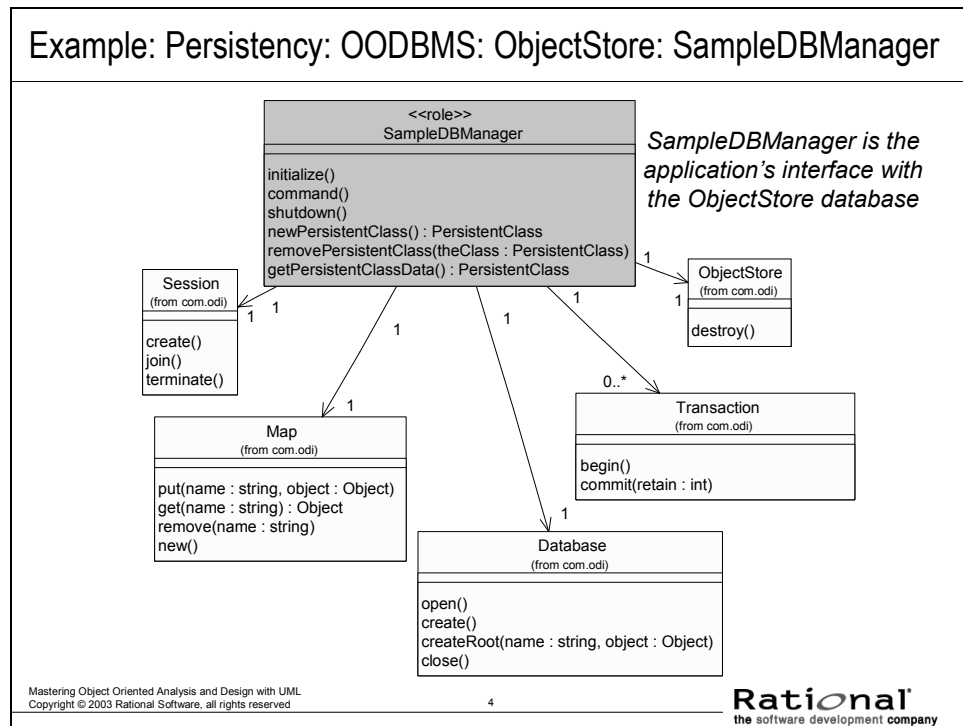 Example: Persistency: OODBMS: ObjectStore: SampleDBManager
<<role>>
SampleDBManager
initialize()
command()
shutdown()
newPersistentClass() : PersistentClass
removePersistentClass(theClass : PersistentClass)
getPersistentClassData() : PersistentClass
SampleDBManager is the
application's interface with
the ObjectStore database
1
1
ObjectStore
(from com.odi)
destroy()
Session
(from com.odi)
create()
join()
terminate()
1
1
1
1
Map
(from com.odi)
put(name : string, object : Object)
get(name : string) : Object
remove(name : string)
new()
1
1
Database
(from com.odi)
open()
create()
createRoot(name : string, object : Object)
close()
1
0..*
Transaction
(from com.odi)
begin()
commit(retain : int)
Mastering Object Oriented Analysis and Design with UML
Copyright © 2003 Rational Software, all rights reserved
4
Rational
the software development company